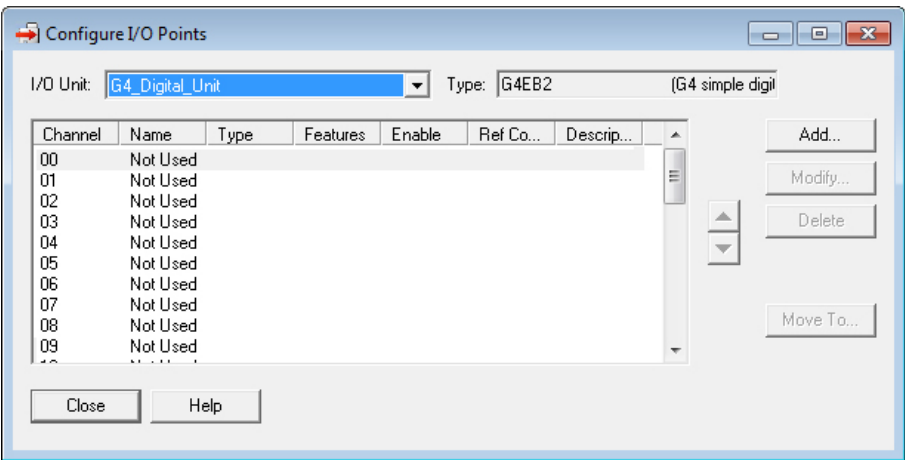 Configure I/O Points
I/O Unit: G4_Digital_Unit Type: G4EB2 (G4 simple digit
Channel Name Type Features Enable Ref Co... Descrip... Add...
00 Not Used
01 Not Used Modify...
02 Not Used
03 Not Used Delete
04 Not Used
05 Not Used
06 Not Used
07 Not Used
08 Not Used Move To...
09 Not Used
Close Help